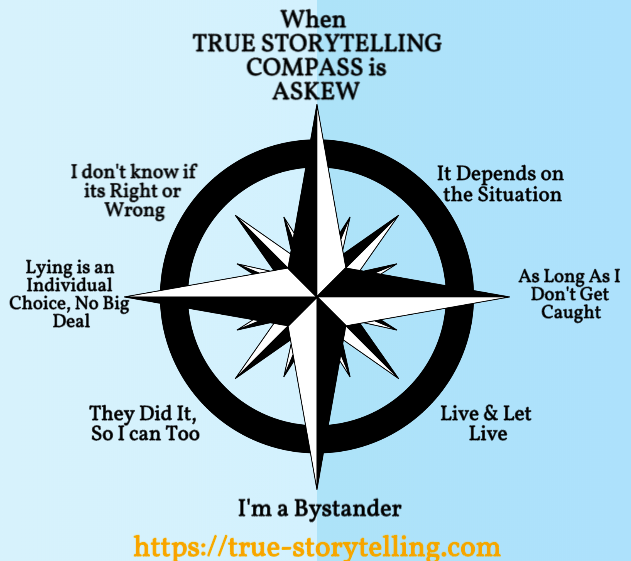 When
TRUE STORYTELLING
COMPASS is
ASKEW
I don't know if
its Right or
Wrong
It Depends on
the Situation
Lying is an
Individual
Choice, No Big
Deal
As Long As I
Don't Get
Caught
They Did It,
So I can Too
Live & Let
Live
I'm a Bystander
https://true-storytelling.com